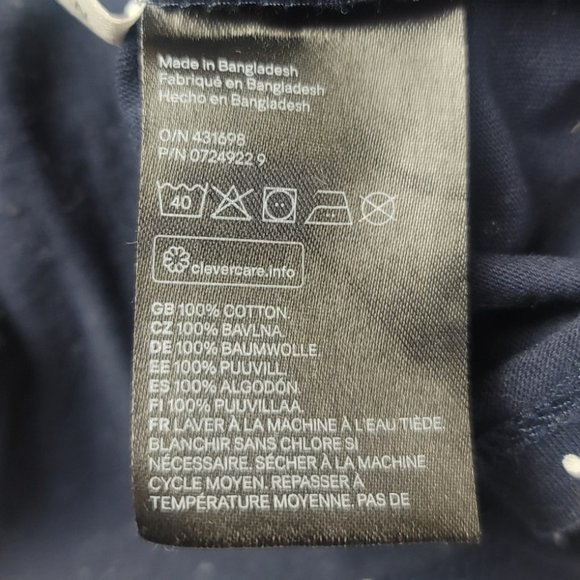 Made in Bangladesh
Fabriqué en Bangladesh
Hecho en Bangladesh
O/N 431698
P/N 0724922 9
40
clevercare.info
GB 100% COTTON.
CZ 100% BAVLNA.
DE 100% BAUMWOLLE
EE 100% PUUVILL.
ES 100% ALGODÓN.
FI 100% PUUVILLAA.
FR LAVER À LA MACHINE À L'EAU TIÈDE.
BLANCHIR SANS CHLORE SI
NÉCESSAIRE. SÉCHER À LA MACHINE
CYCLE MOYEN. REPASSER À
TEMPÉRATURE MOYENNE. PAS DE